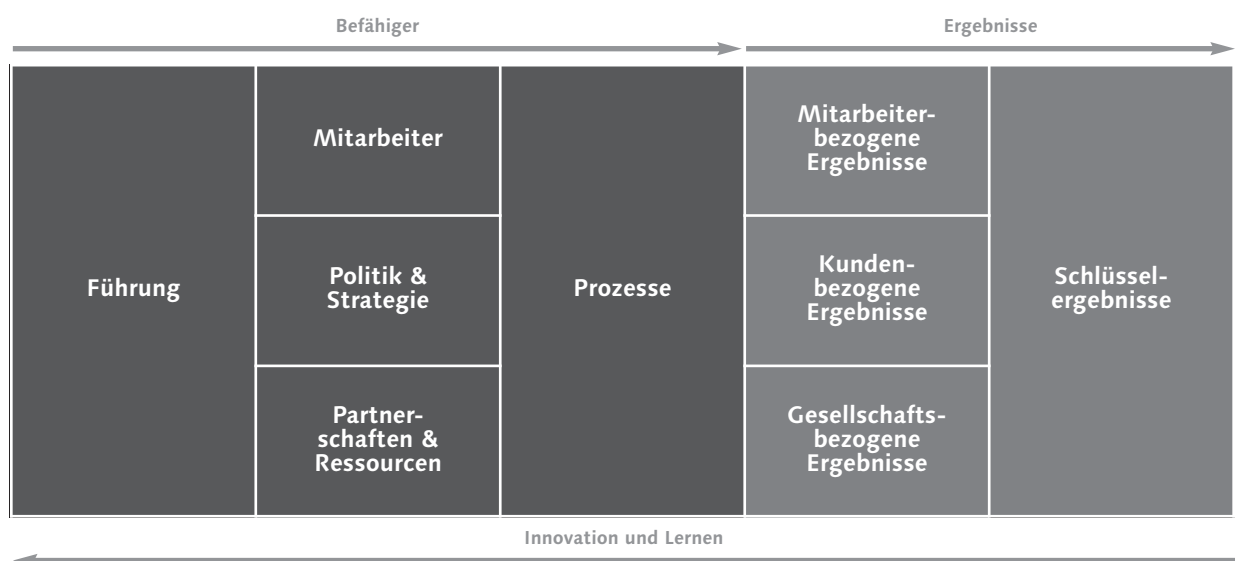 Befähiger
Ergebnisse
Führung
Mitarbeiter
Politik &
Strategie
Partner-
schaften &
Ressourcen
Prozesse
Mitarbeiter-
bezogene
Ergebnisse
Kunden-
bezogene
Ergebnisse
Gesellschafts-
bezogene
Ergebnisse
Schlüssel-
ergebnisse
Innovation und Lernen